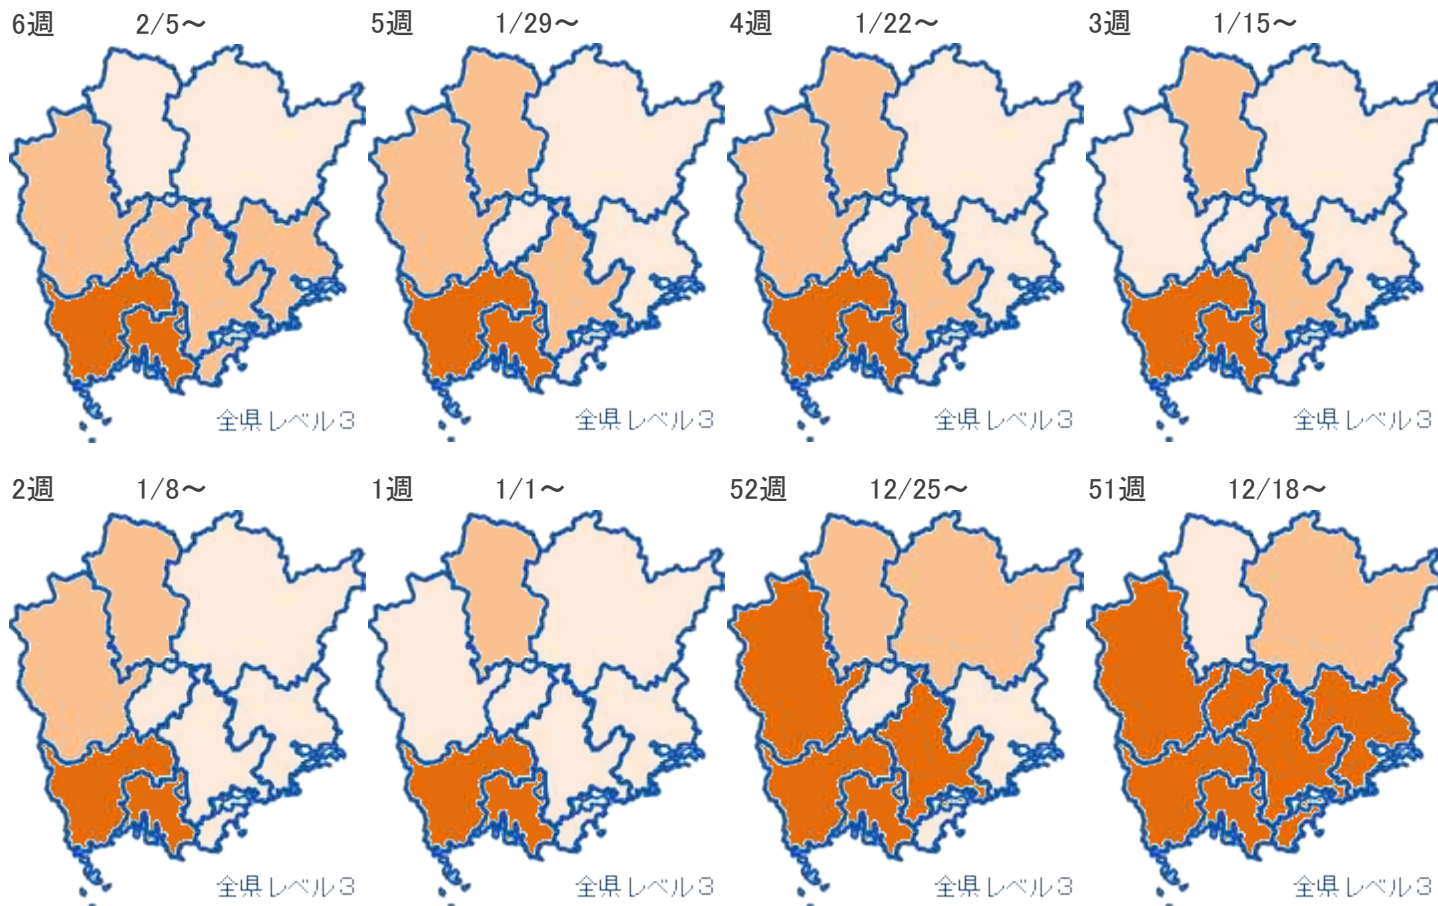 6週 2/5～
5週 1/29～
4週 1/22～
3週 1/15～
全県レベル3
全県レベル3
全県レベル3
全県レベル3
2週 1/8～
1週 1/1～
52週 12/25～
51週 12/18～
全県レベル3
全県レベル3
全県レベル3
全県レベル3